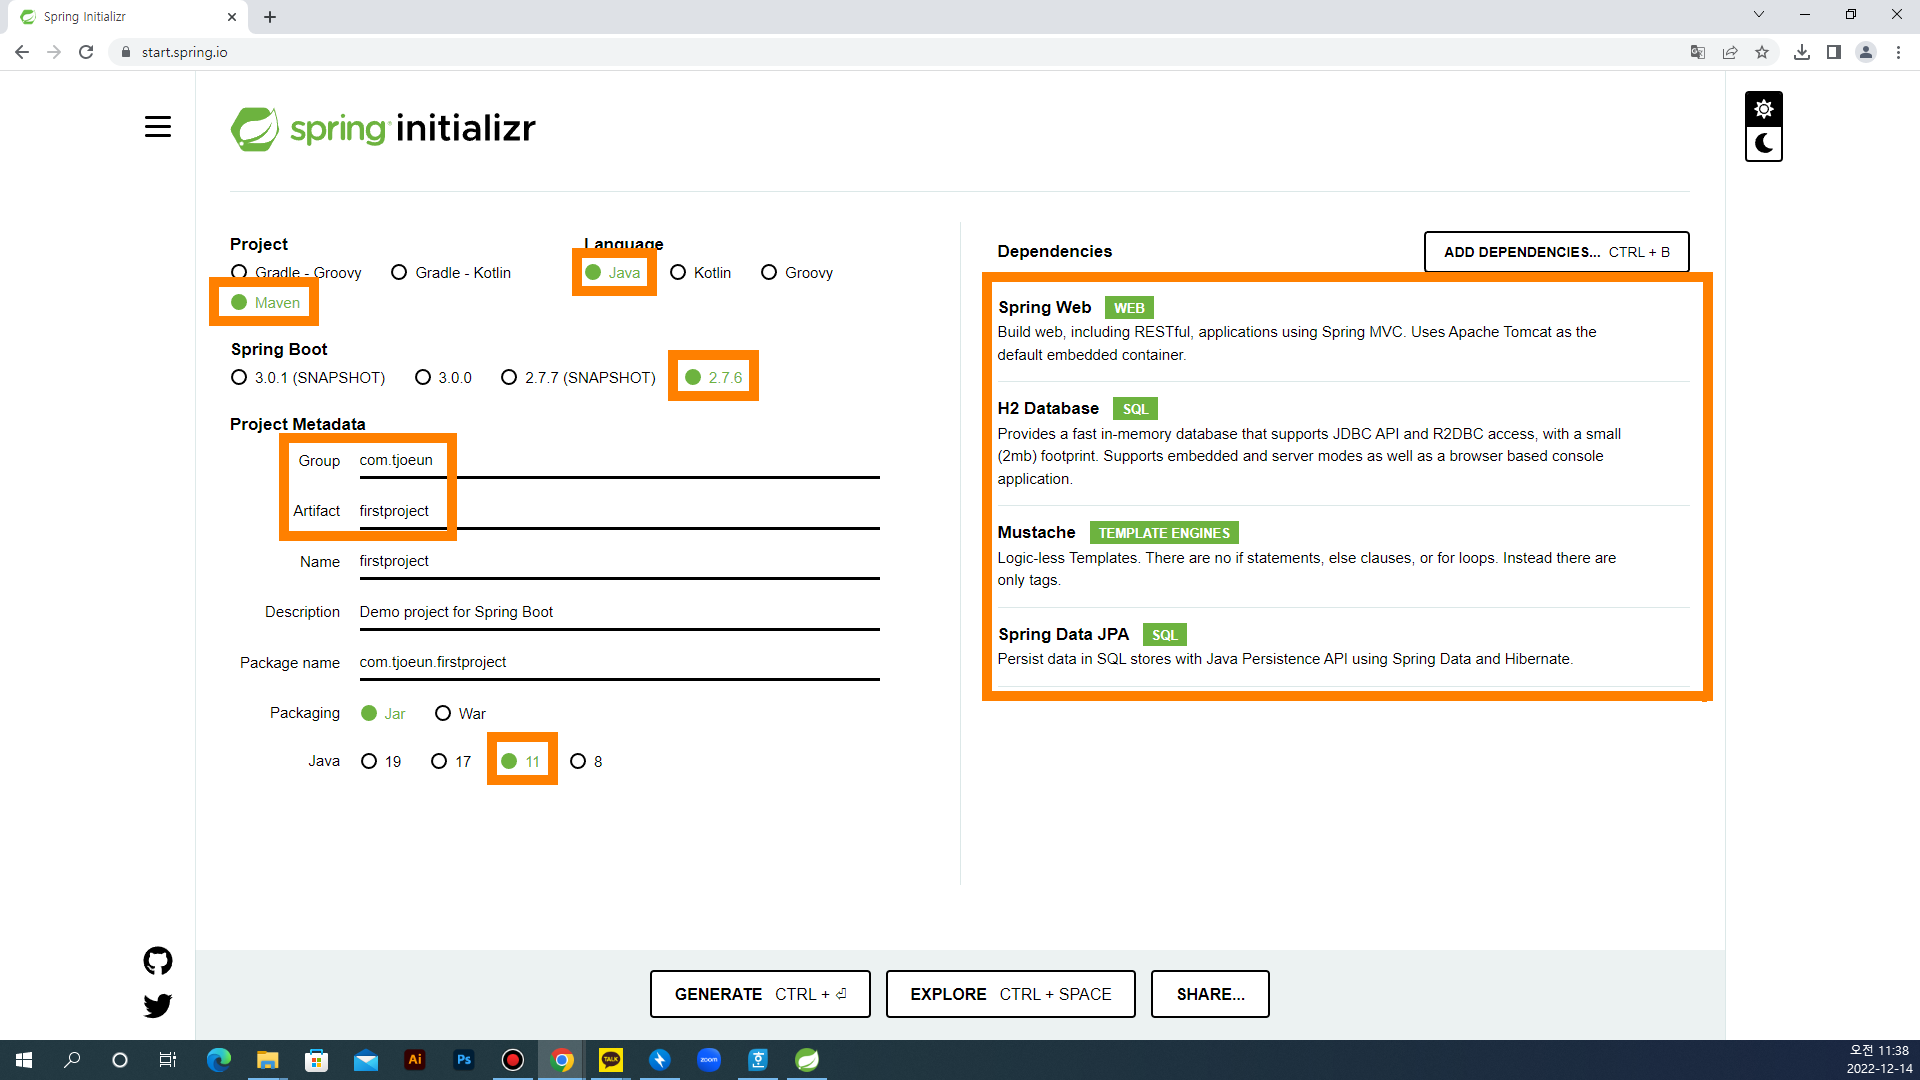 Spring Initializr
start.spring.io
spring initializr
Project
Gradle - Groovy
Gradle - Kotlin
Maven
Language
Java
Kotlin
Groovy
Spring Boot
3.0.1 (SNAPSHOT)
3.0.0
2.7.7 (SNAPSHOT)
2.7.6
Project Metadata
Group com.tjoeun
Artifact firstproject
Name firstproject
Description Demo project for Spring Boot
Package name com.tjoeun.firstproject
Packaging Jar War
Java 19 17 11 8
Dependencies
ADD DEPENDENCIES... CTRL + B
Spring Web WEB
Build web, including RESTful, applications using Spring MVC. Uses Apache Tomcat as the
default embedded container.
H2 Database SQL
Provides a fast in-memory database that supports JDBC API and R2DBC access, with a small
(2mb) footprint. Supports embedded and server modes as well as a browser based console
application.
Mustache TEMPLATE ENGINES
Logic-less Templates. There are no if statements, else clauses, or for loops. Instead there are
only tags.
Spring Data JPA SQL
Persist data in SQL stores with Java Persistence API using Spring Data and Hibernate.
GENERATE CTRL + ⏎
EXPLORE CTRL + SPACE
SHARE...
Ai
Ps
TALK
zoom
호
오전 11:38
2022-12-14